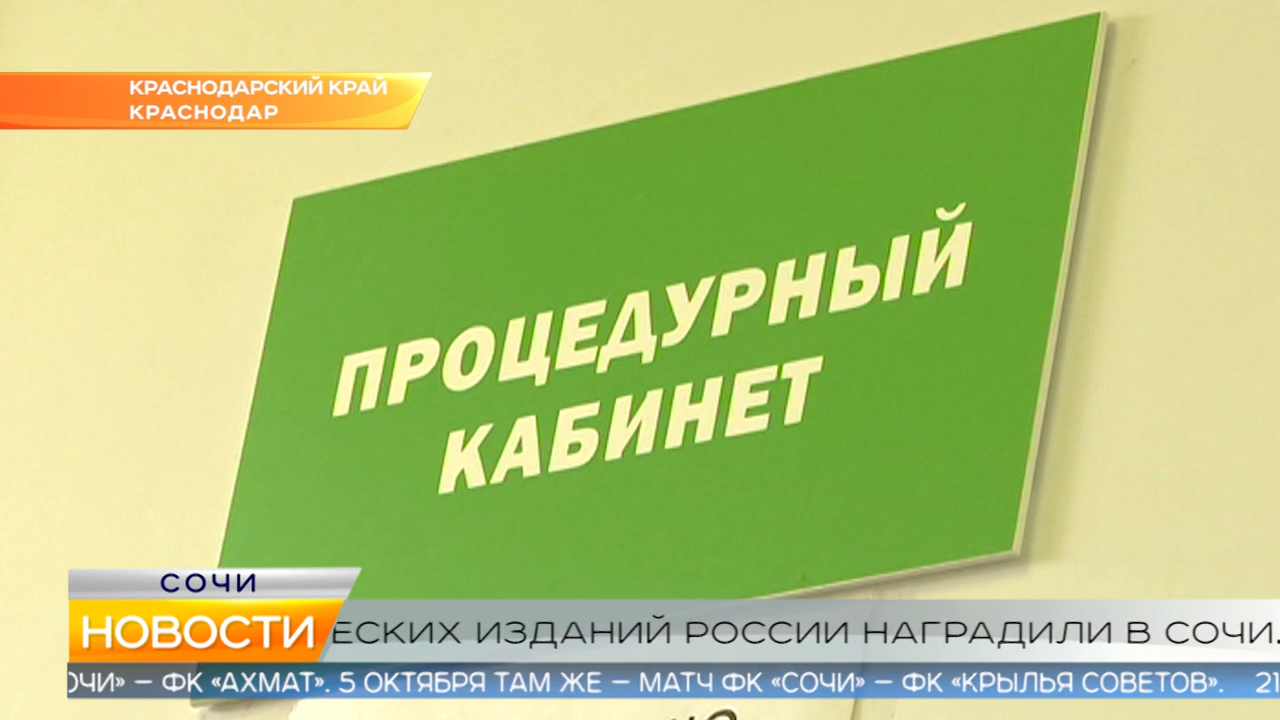 КРАСНОДАРСКИЙ КРАЙ
КРАСНОДАР
ПРОЦЕДУРНЫЙ
КАБИНЕТ
СОЧИ
НОВОСТИ
ЕСКИХ ИЗДАНИЙ РОССИИ НАГРАДИЛИ В СОЧИ.
ОЧИ» — ФК «АХМАТ». 5 ОКТЯБРЯ ТАМ ЖЕ — МАТЧ ФК «СОЧИ» — ФК «КРЫЛЬЯ СОВЕТОВ». 21